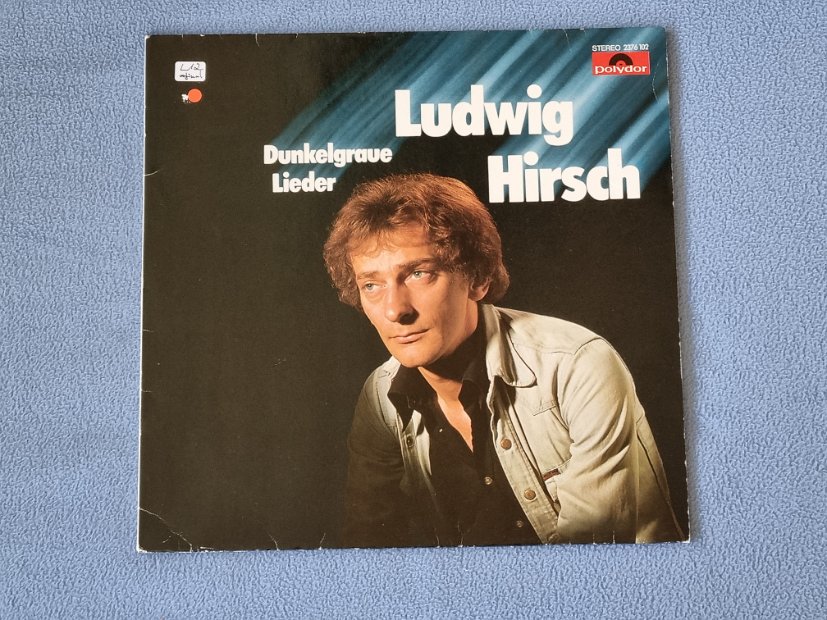 STEREO 2376 102
polydor
Ludwig
Hirsch
Dunkelgraue
Lieder